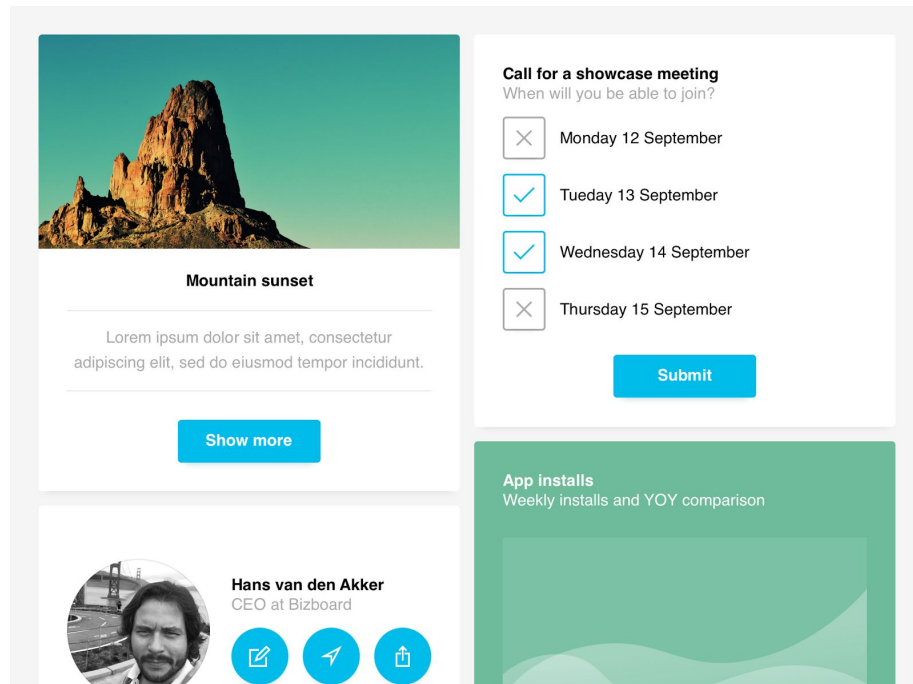 Mountain sunset
Lorem ipsum dolor sit amet, consectetur
adipiscing elit, sed do eiusmod tempor incididunt.
Show more
Hans van den Akker
CEO at Bizboard
Call for a showcase meeting
When will you be able to join?
Monday 12 September
Tueday 13 September
Wednesday 14 September
Thursday 15 September
Submit
App installs
Weekly installs and YOY comparison